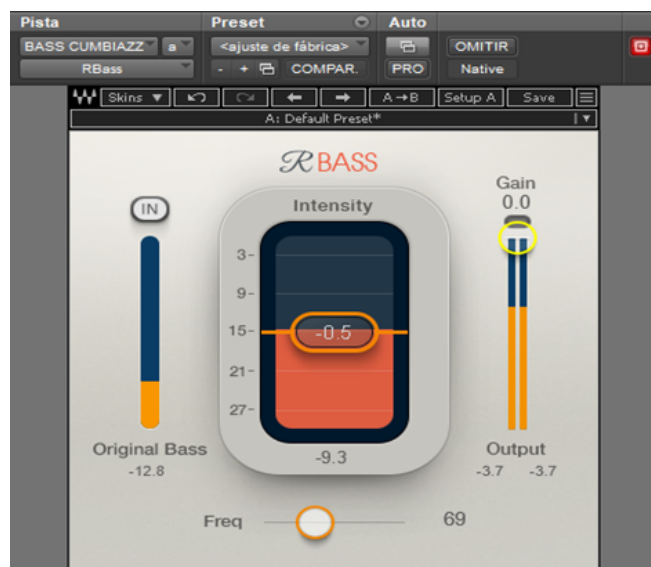 Pista Preset Auto
BASS CUMBIAZZ a <ajuste de fábrica> OMITIR
RBass - + COMPAR. PRO Native
Skins A→B Setup A Save
A: Default Preset*
R BASS
Gain
0.0
IN
Intensity
3-
9-
15-
-0.5
21-
27-
Original Bass
-12.8
-9.3
Output
-3.7 -3.7
Freq 69